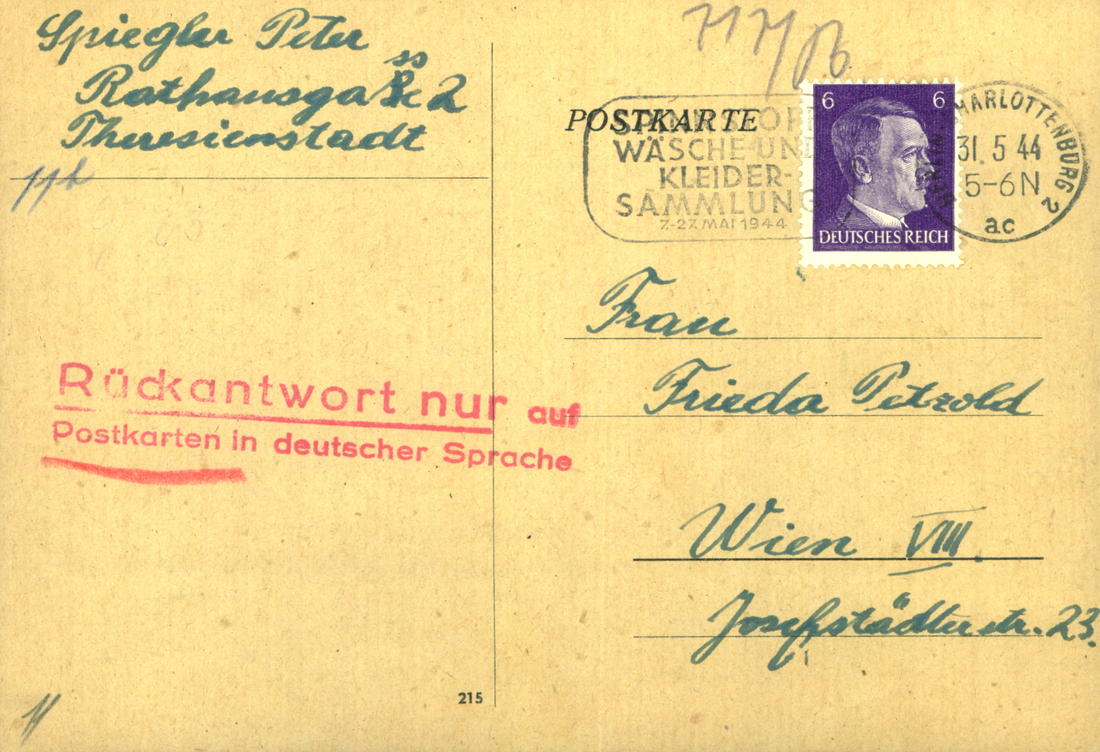 Spiegler Peter
Rathausgasse 2
Theresienstadt
POSTKARTE
SPINNSTOFF
WÄSCHE-UND
KLEIDER-
SAMMLUNG
7.-27. MAI 1944
6 6
DEUTSCHES REICH
CHARLOTTENBURG 2
31. 5 44
5-6 N
ac
Frau
Frieda Petzold
Wien VIII.
Josefstädterstr. 23.
Rückantwort nur auf
Postkarten in deutscher Sprache
215